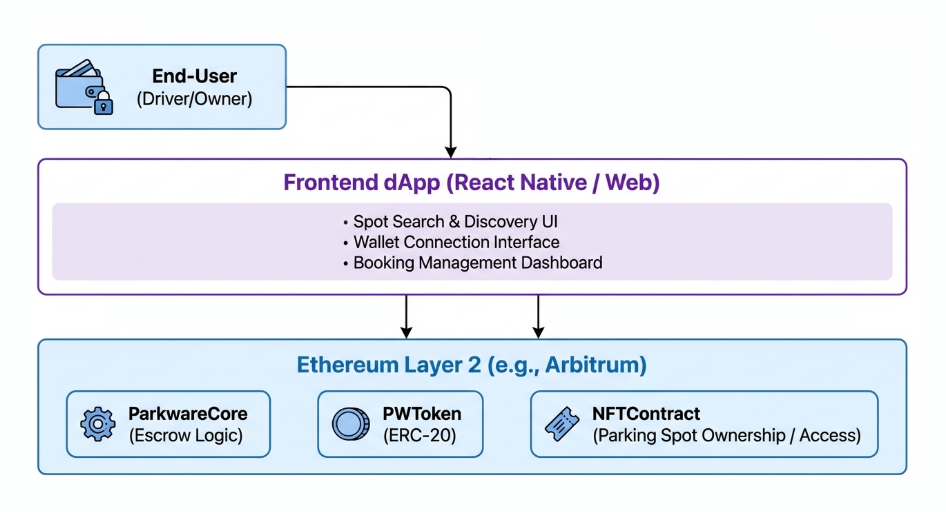 End-User
(Driver/Owner)
Frontend dApp (React Native / Web)
• Spot Search & Discovery UI
• Wallet Connection Interface
• Booking Management Dashboard
Ethereum Layer 2 (e.g., Arbitrum)
ParkwareCore
(Escrow Logic)
PWToken
(ERC-20)
NFTContract
(Parking Spot Ownership / Access)